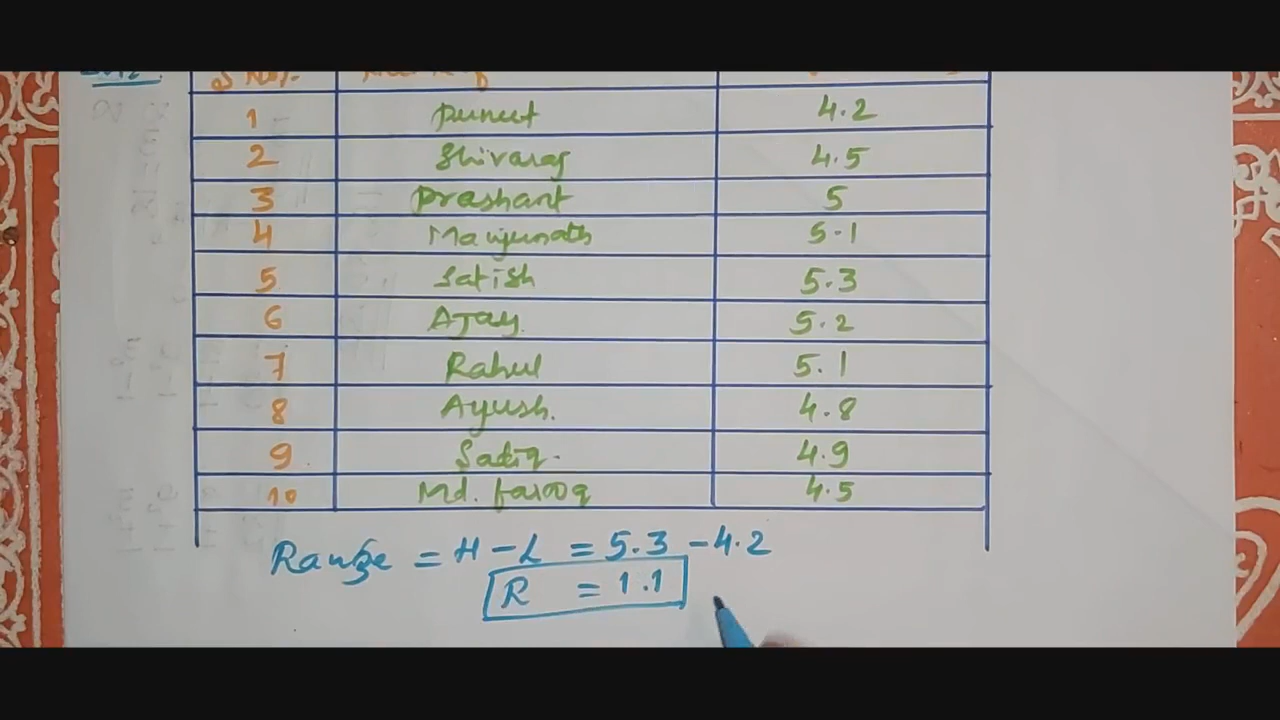 1 Puneet 4.2
2 Shivaraj 4.5
3 Prashant 5
4 Manjunath 5.1
5 Satish 5.3
6 Ajay. 5.2
7 Rahul 5.1
8 Ayush. 4.8
9 Sadiq. 4.9
10 Md. farooq 4.5
Range = H - L = 5.3 - 4.2
R = 1.1